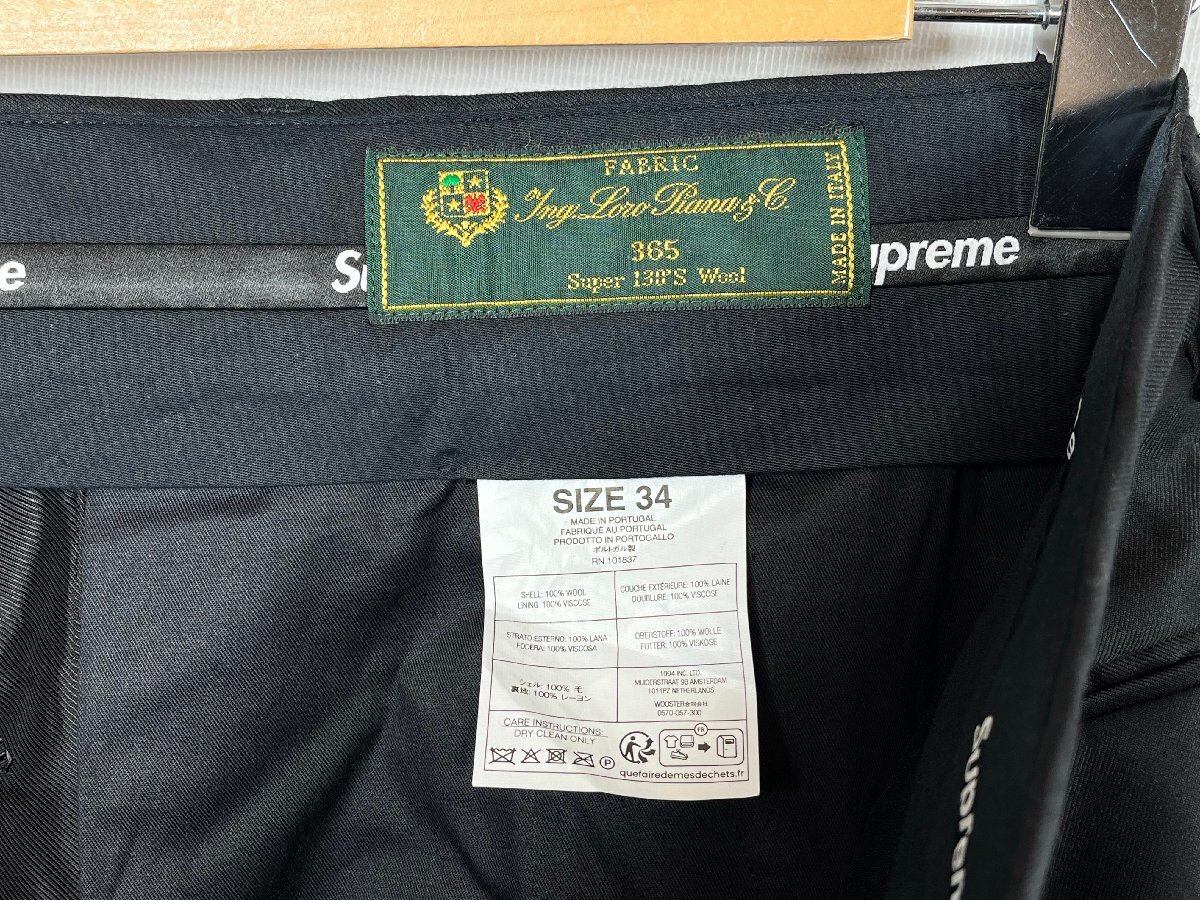 FABRIC
Ing. Loro Piana & C.
365
Super 130'S Wool
MADE IN ITALY
upreme
SIZE 34
MADE IN PORTUGAL
FABRIQUÉ AU PORTUGAL
PRODOTTO IN PORTOGALLO
ポルトガル製
RN 101837
SHELL: 100% WOOL
LINING: 100% VISCOSE
COUCHE EXTÉRIEURE: 100% LAINE
DOUBLURE: 100% VISCOSE
STRATO ESTERNO: 100% LANA
FODERA: 100% VISCOSA
OBERSTOFF: 100% WOLLE
FUTTER: 100% VISKOSE
シェル: 100% 毛
裏地: 100% レーヨン
1994 INC. LTD.
MUIDERSTRAAT 9B AMSTERDAM
1011PZ NETHERLANDS
WOOSTER合同会社
0570-057-300
CARE INSTRUCTIONS:
DRY CLEAN ONLY
P
FR
quefairedemesdechets.fr
Suprem